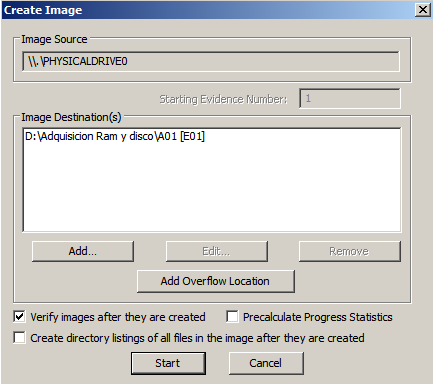 Create Image
Image Source
\\.\PHYSICALDRIVE0
Starting Evidence Number: 1
Image Destination(s)
D:\Adquisicion Ram y disco\A01 [E01]
Add... Edit... Remove
Add Overflow Location
Verify images after they are created Precalculate Progress Statistics
Create directory listings of all files in the image after they are created
Start Cancel